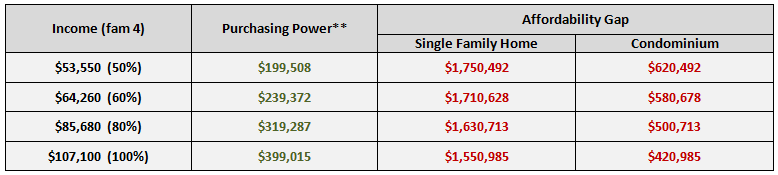 Income (fam 4) Purchasing Power** Affordability Gap
Single Family Home Condominium
$53,550 (50%) $199,508 $1,750,492 $620,492
$64,260 (60%) $239,372 $1,710,628 $580,678
$85,680 (80%) $319,287 $1,630,713 $500,713
$107,100 (100%) $399,015 $1,550,985 $420,985